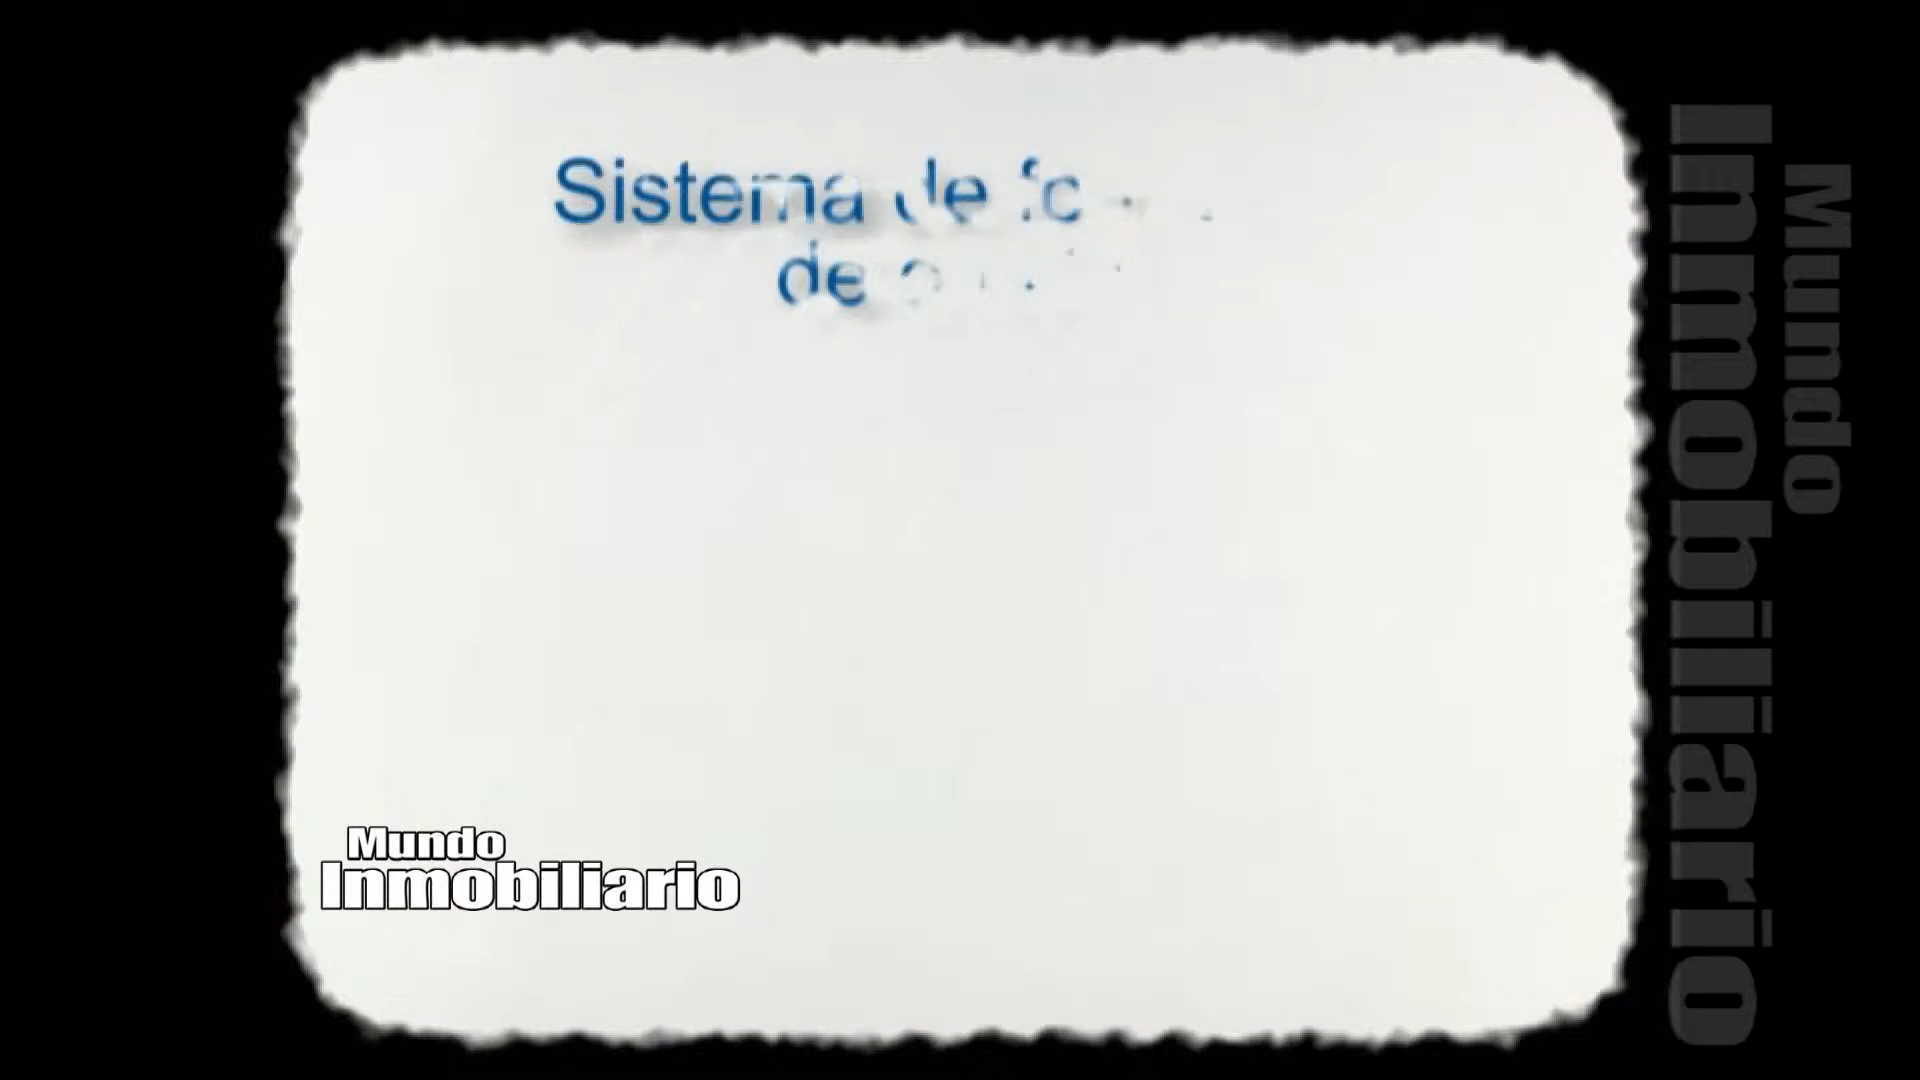 Sistema de
de
Mundo
Inmobiliario
Mundo
Inmobiliario